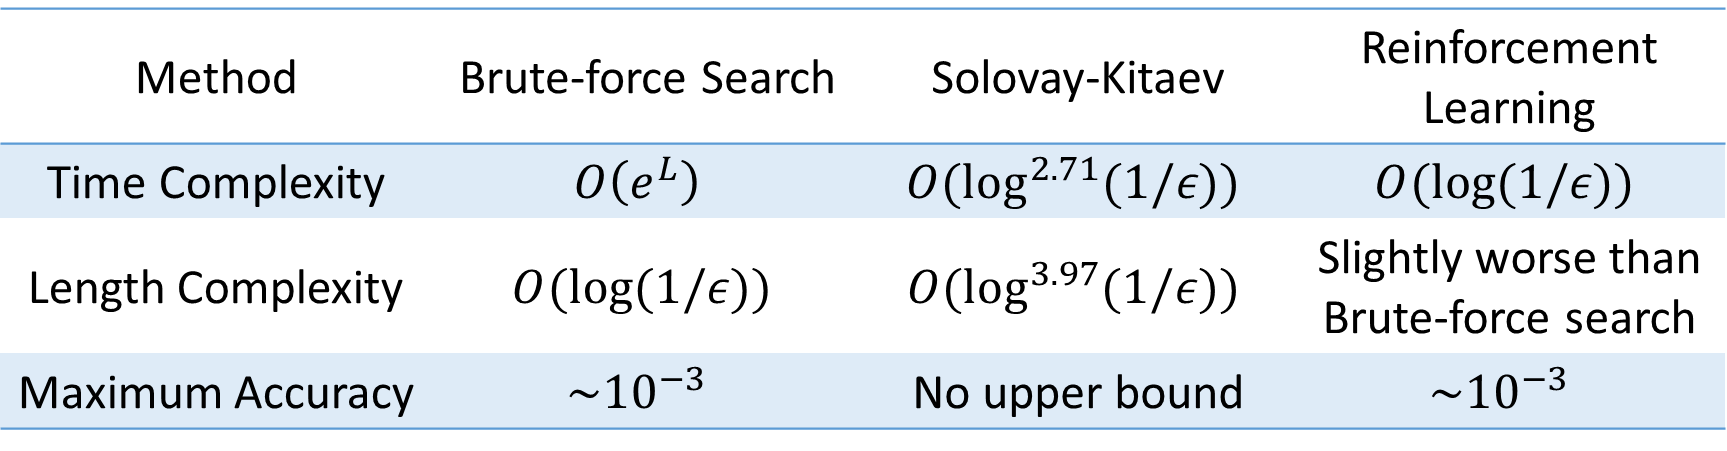 Method Brute-force Search Solovay-Kitaev Reinforcement Learning
Time Complexity O(e^L) O(log^2.71(1/ϵ)) O(log(1/ϵ))
Length Complexity O(log(1/ϵ)) O(log^3.97(1/ϵ)) Slightly worse than Brute-force search
Maximum Accuracy ~10^−3 No upper bound ~10^−3